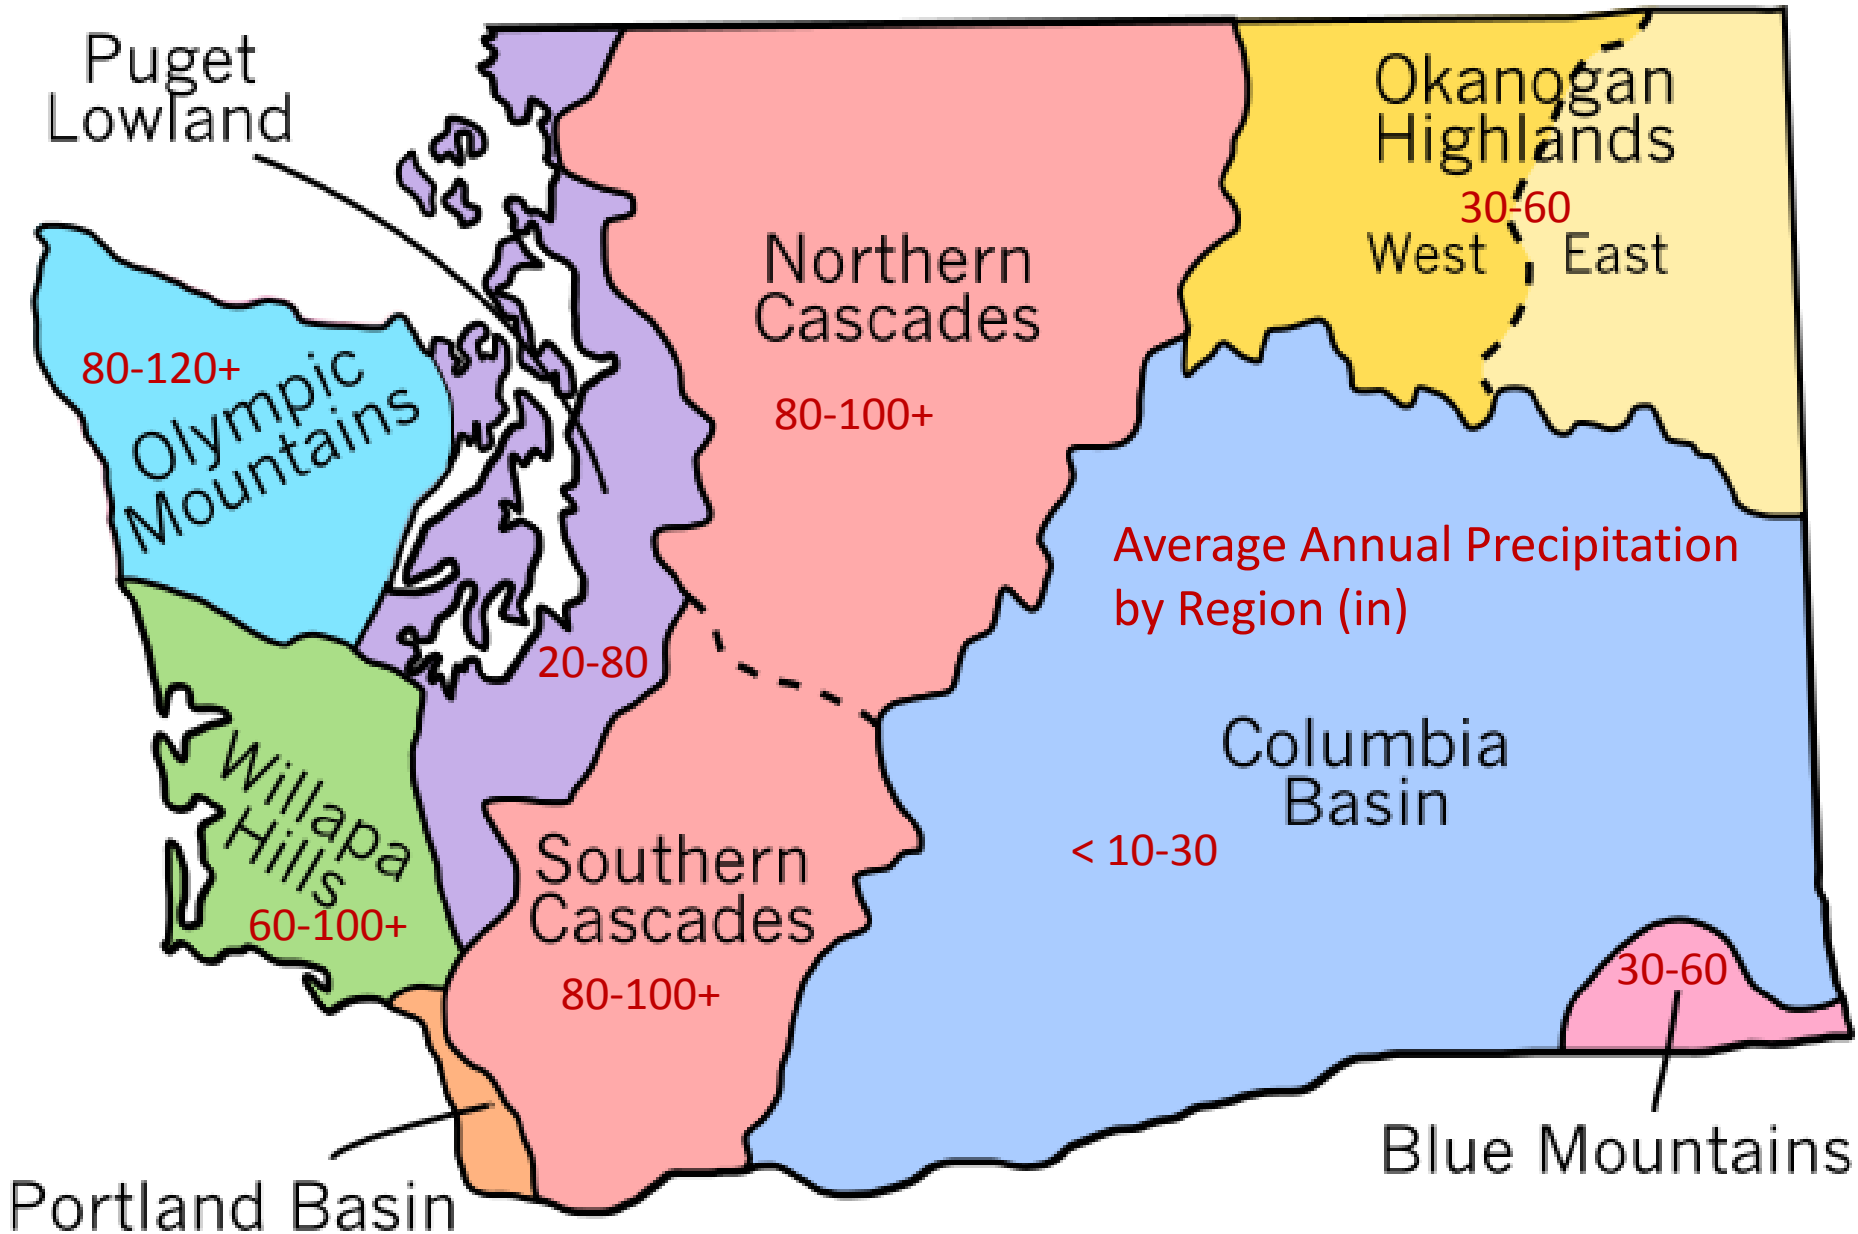 Puget
Lowland
Okanogan
Highlands
30-60
West East
Northern
Cascades
80-100+
80-120+
Olympic
Mountains
Average Annual Precipitation
by Region (in)
20-80
Columbia
Basin
< 10-30
Willapa
Hills
60-100+
Southern
Cascades
80-100+
30-60
Blue Mountains
Portland Basin